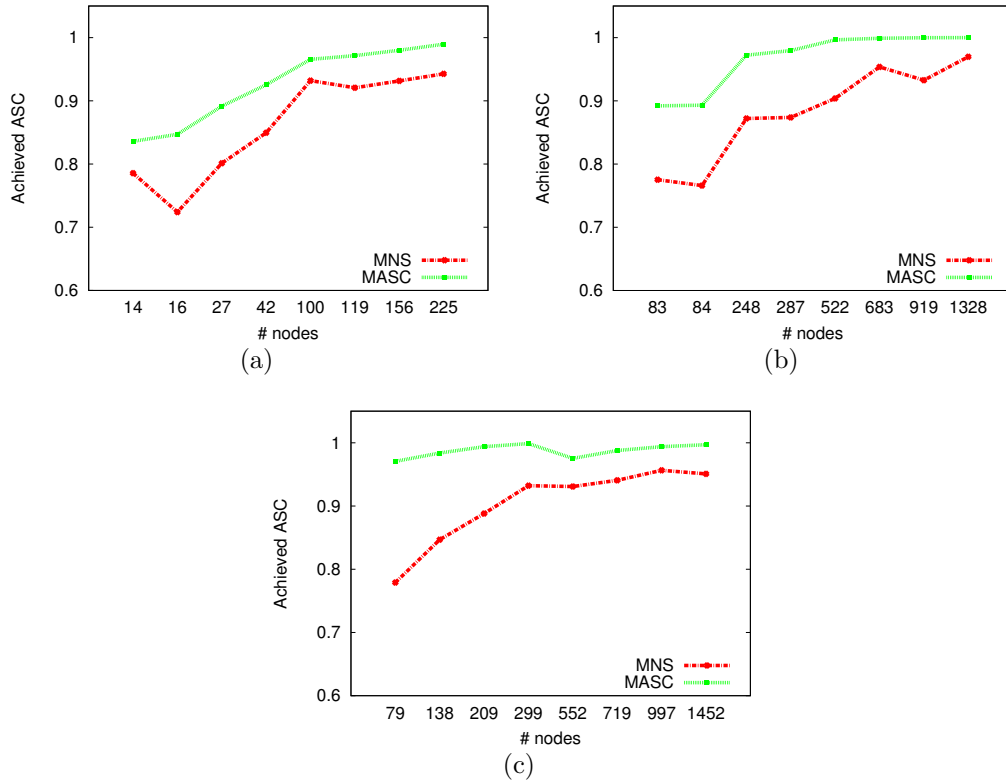 1
0.9
0.8
0.7
0.6
Achieved ASC
MNS
MASC
14 16 27 42 100 119 156 225
# nodes
(a)
1
0.9
0.8
0.7
0.6
Achieved ASC
MNS
MASC
83 84 248 287 522 683 919 1328
# nodes
(b)
1
0.9
0.8
0.7
0.6
Achieved ASC
MNS
MASC
79 138 209 299 552 719 997 1452
# nodes
(c)